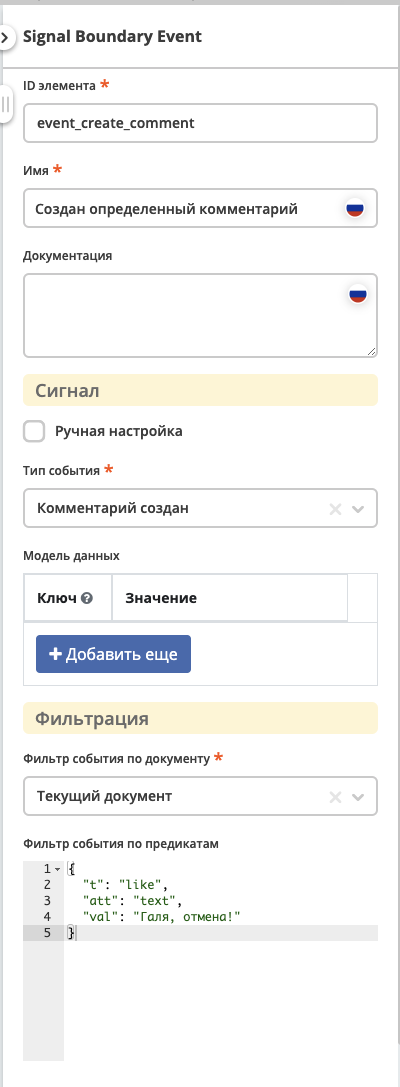 Signal Boundary Event
ID элемента *
event_create_comment
Имя *
Создан определенный комментарий
Документация
Сигнал
Ручная настройка
Тип события *
Комментарий создан
Модель данных
Ключ ? Значение
+ Добавить еще
Фильтрация
Фильтр события по документу *
Текущий документ
Фильтр события по предикатам
1 {
2 "t": "like",
3 "att": "text",
4 "val": "Галя, отмена!"
5 }